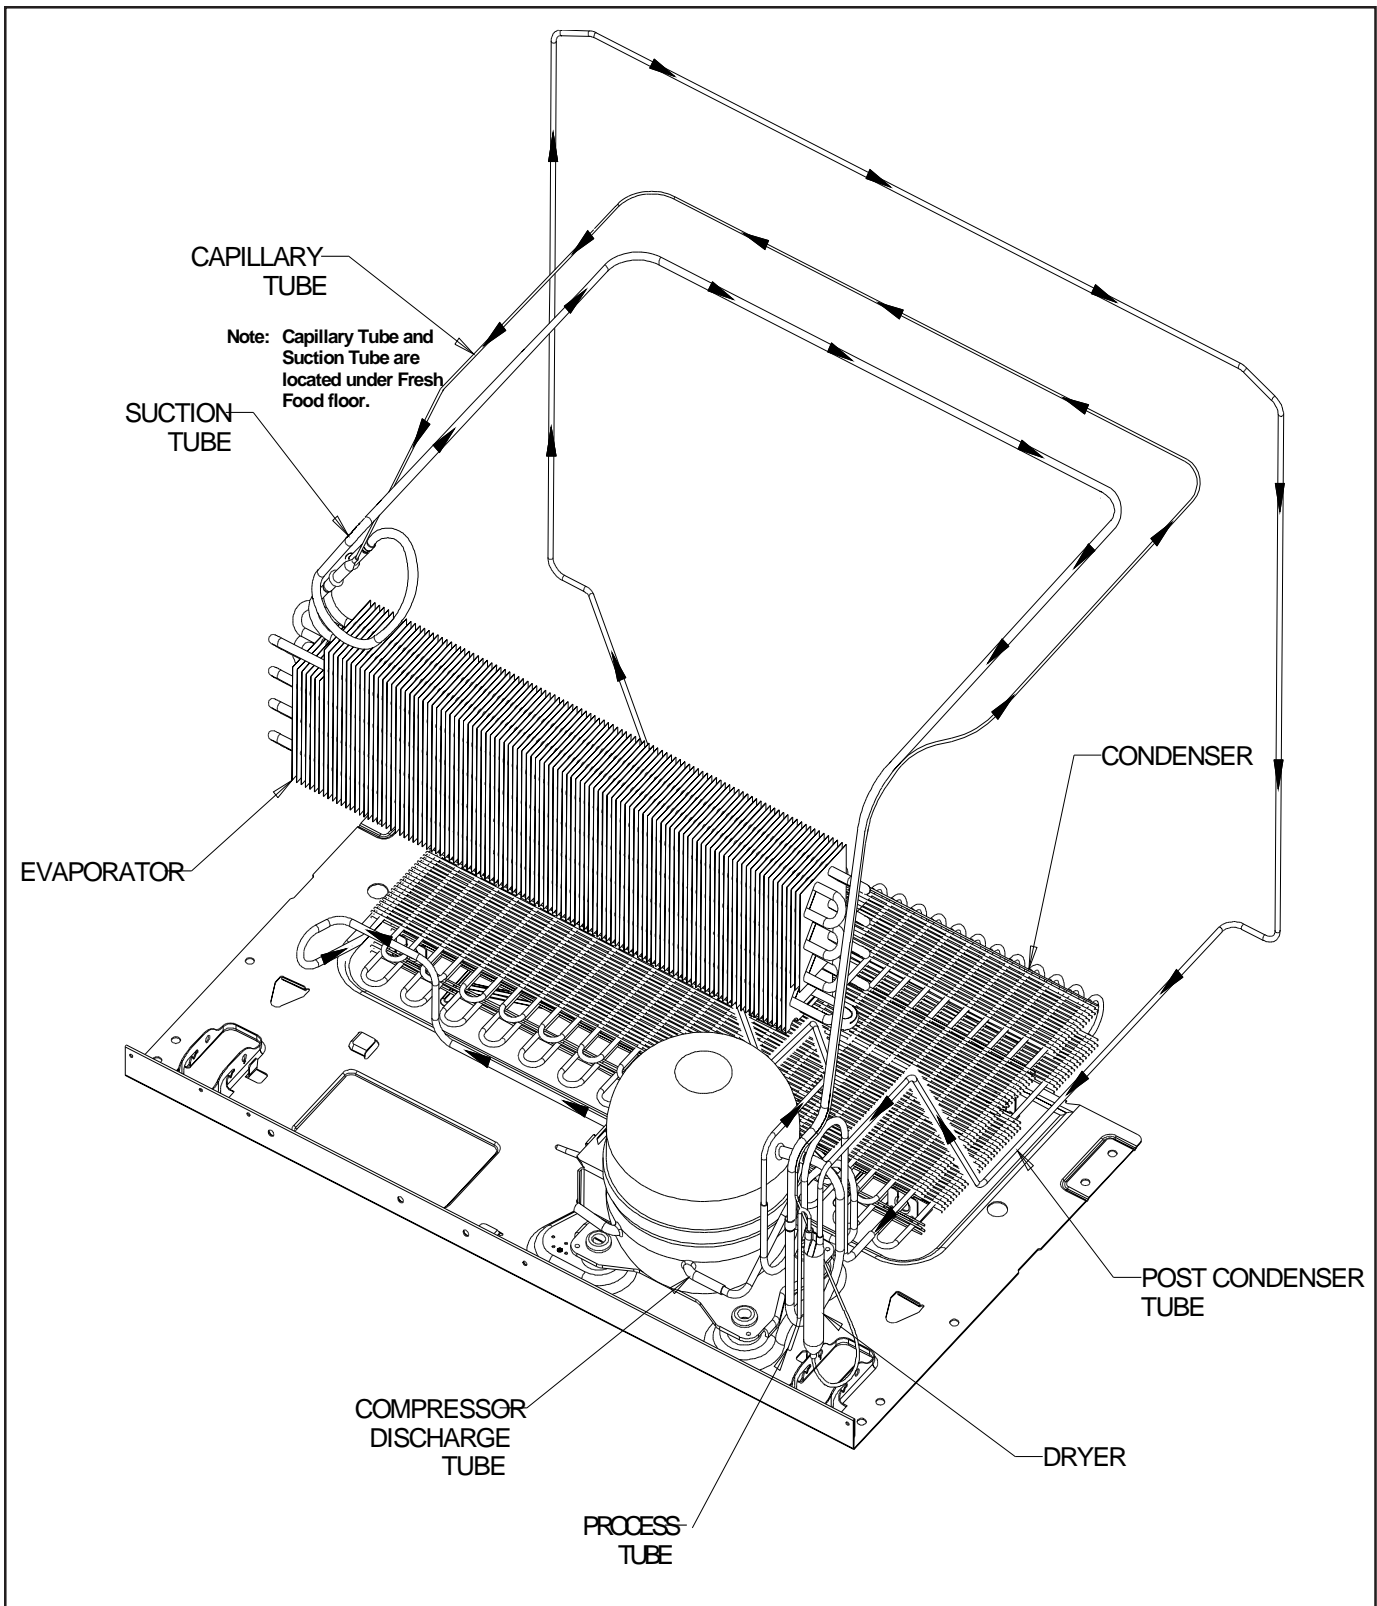 CAPILLARY
TUBE
Note: Capillary Tube and
Suction Tube are
located under Fresh
Food floor.
SUCTION
TUBE
CONDENSER
EVAPORATOR
POST CONDENSER
TUBE
COMPRESSOR
DISCHARGE
TUBE
DRYER
PROCESS
TUBE